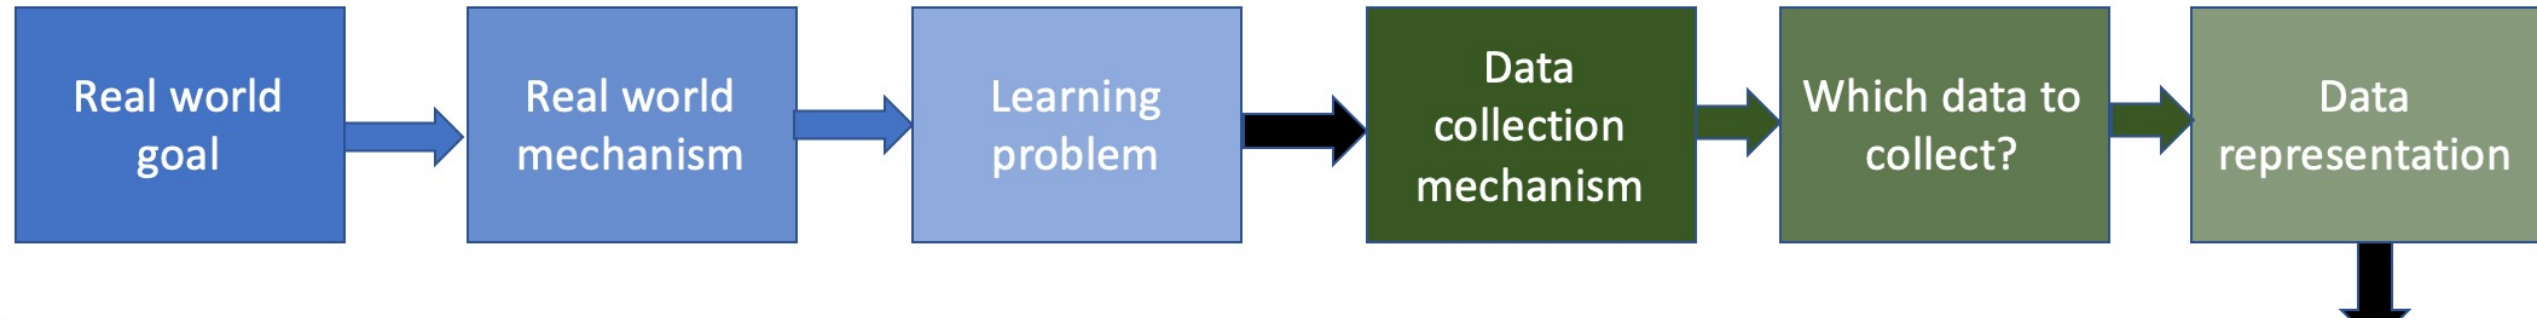 Real world
goal
Real world
mechanism
Learning
problem
Data
collection
mechanism
Which data to
collect?
Data
representation